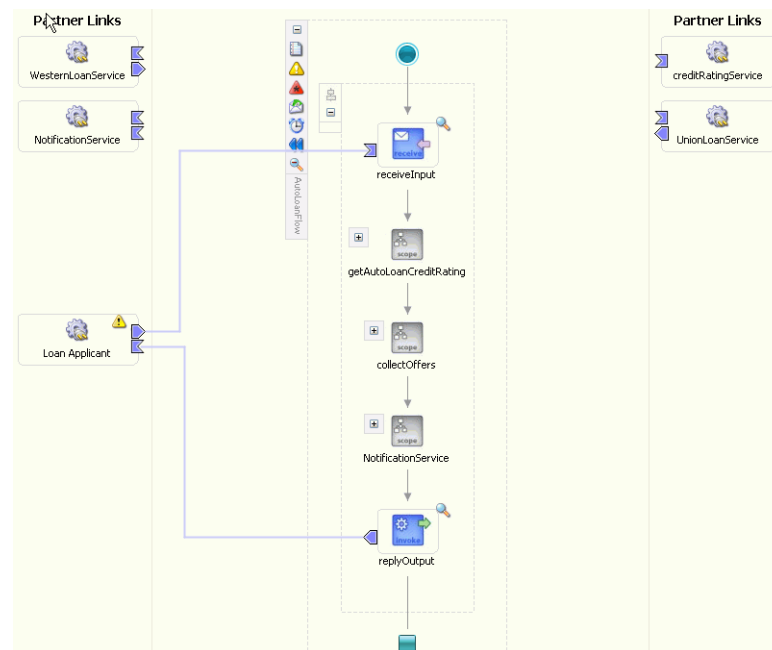 Partner Links
WesternLoanService
NotificationService
Loan Applicant
AutoLoanFlow
receive
receiveInput
scope
getAutoLoanCreditRating
scope
collectOffers
scope
NotificationService
invoke
replyOutput
Partner Links
creditRatingService
UnionLoanService